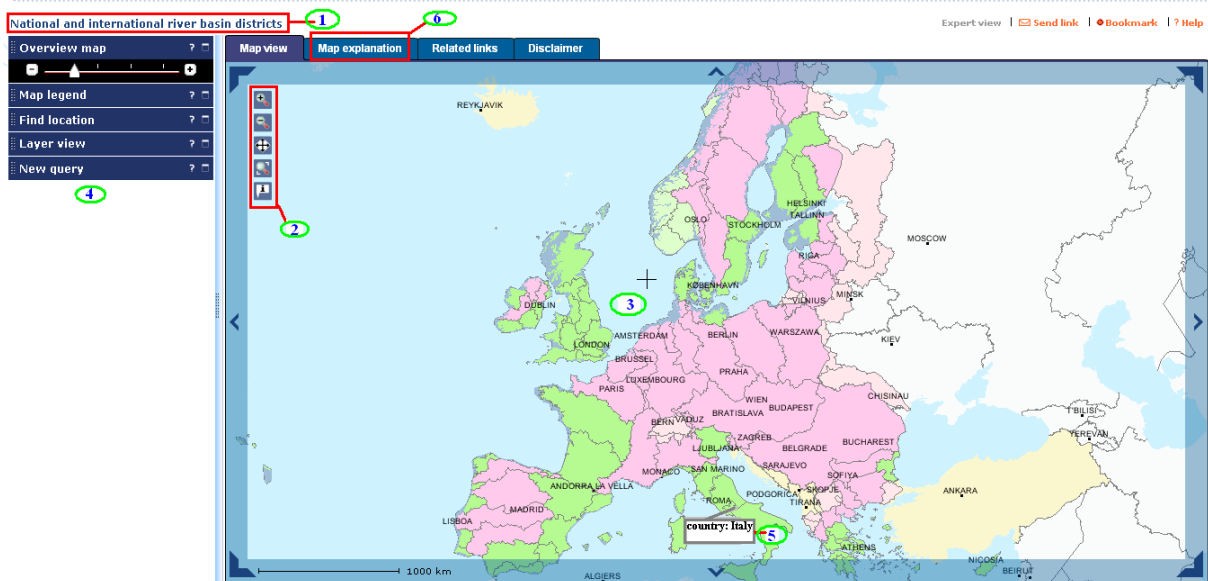 National and international river basin districts
1
6
Expert view
Send link
Bookmark
? Help
Overview map ?
Map legend ?
Find location ?
Layer view ?
New query ?
4
Map view
Map explanation
Related links
Disclaimer
2
REYKJAVIK
OSLO
HELSINKI
TALLINN
STOCKHOLM
MOSCOW
RIGA
KØBENHAVN
3
DUBLIN
VILNIUS
MINSK
AMSTERDAM
BERLIN
WARSZAWA
LONDON
KIEV
BRUSSEL
LUXEMBOURG
PRAHA
PARIS
WIEN
CHISINAU
BRATISLAVA
BUDAPEST
BERN
VADUZ
T'BILISI
ZAGREB
YEREVAN
LJUBLJANA
BELGRADE
BUCHAREST
MONACO
SAN MARINO
SARAJEVO
SOFIYA
ANDORRA LA VELLA
PODGORICA
SKOPJE
ANKARA
ROMA
TIRANA
MADRID
LISBOA
country: Italy
5
ATHENS
NICOSIA
BEIRUT
1000 km
ALGIERS